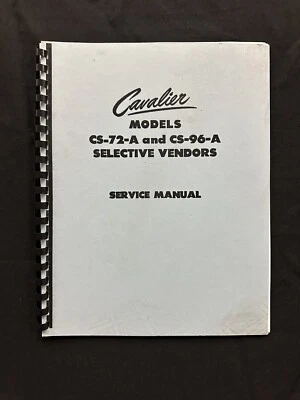 Cavalier
MODELS
CS-72-A and CS-96-A
SELECTIVE VENDORS
SERVICE MANUAL